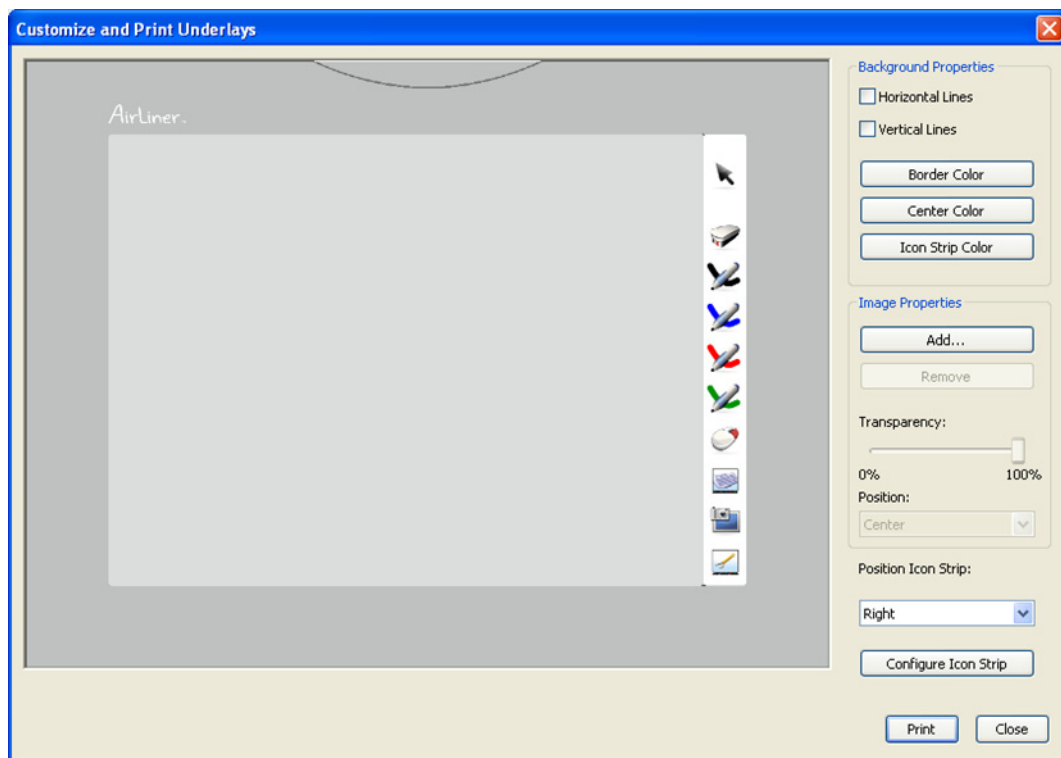 Customize and Print Underlays
AirLiner.
Background Properties
Horizontal Lines
Vertical Lines
Border Color
Center Color
Icon Strip Color
Image Properties
Add...
Remove
Transparency:
0% 100%
Position:
Center
Position Icon Strip:
Right
Configure Icon Strip
Print Close